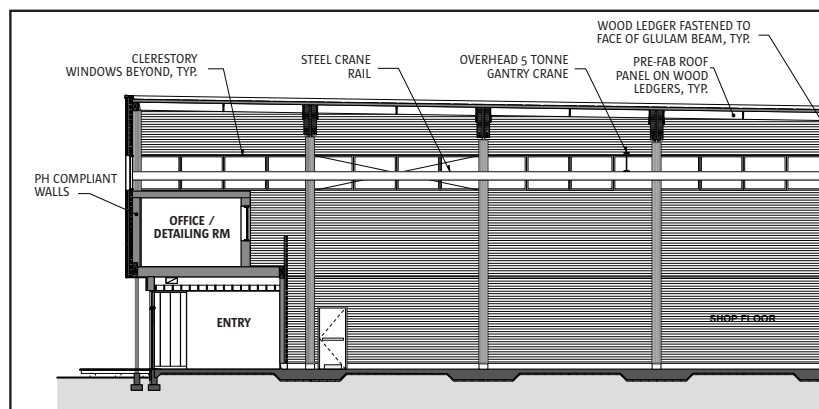 WOOD LEDGER FASTENED TO
FACE OF GLULAM BEAM, TYP.
CLERESTORY
WINDOWS BEYOND, TYP.
STEEL CRANE
RAIL
OVERHEAD 5 TONNE
GANTRY CRANE
PRE-FAB ROOF
PANEL ON WOOD
LEDGERS, TYP.
PH COMPLIANT
WALLS
OFFICE /
DETAILING RM
ENTRY
SHOP FLOOR